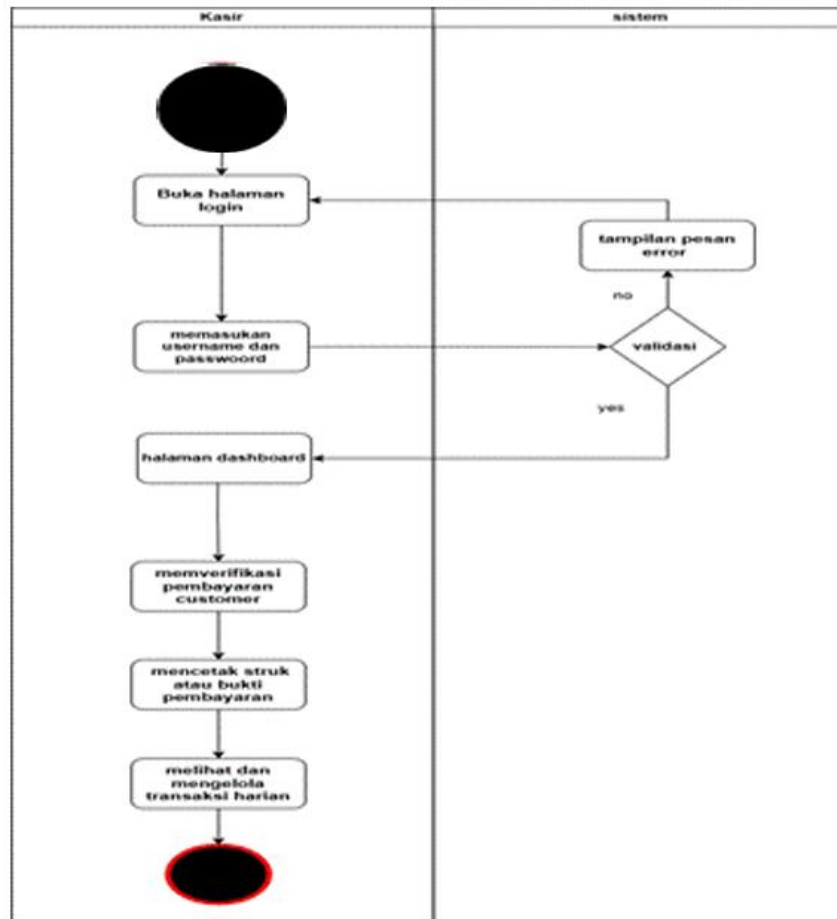 Kasir
sistem
Buka halaman
login
tampilan pesan
error
no
memasukan
username dan
passwoord
validasi
yes
halaman dashboard
memverifikasi
pembayaran
customer
mencetak struk
atau bukti
pembayaran
melihat dan
mengelola
transaksi harian